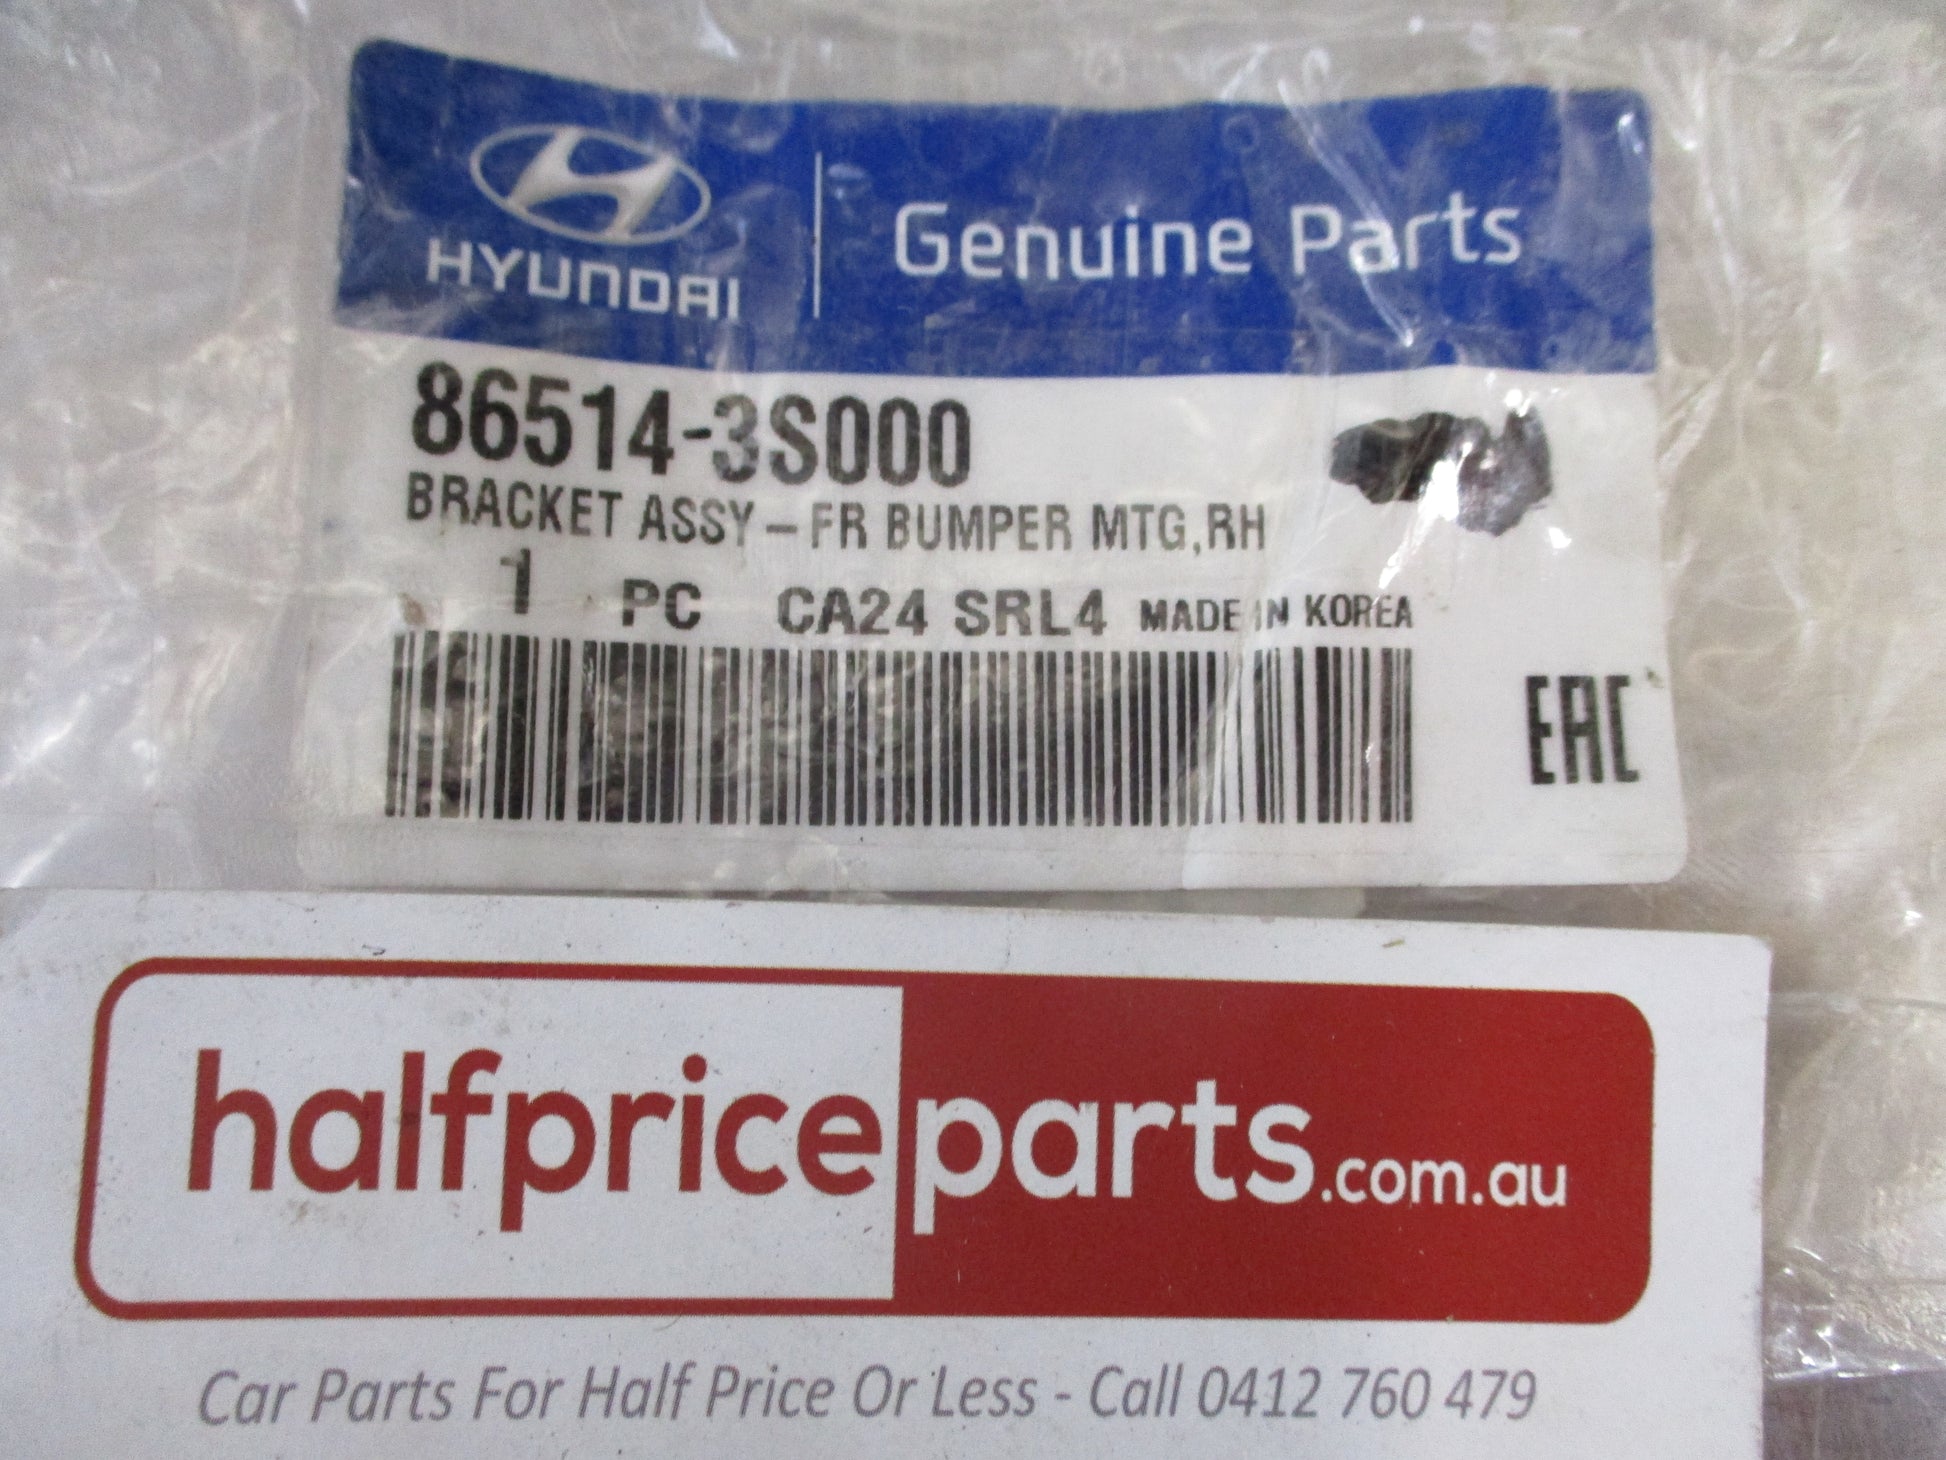 HYUNDAI
Genuine Parts
86514-3S000
BRACKET ASSY-FR BUMPER MTG,RH
1 PC CA24 SRL4 MADE IN KOREA
EAC
halfpriceparts.com.au
Car Parts For Half Price Or Less - Call 0412 760 479